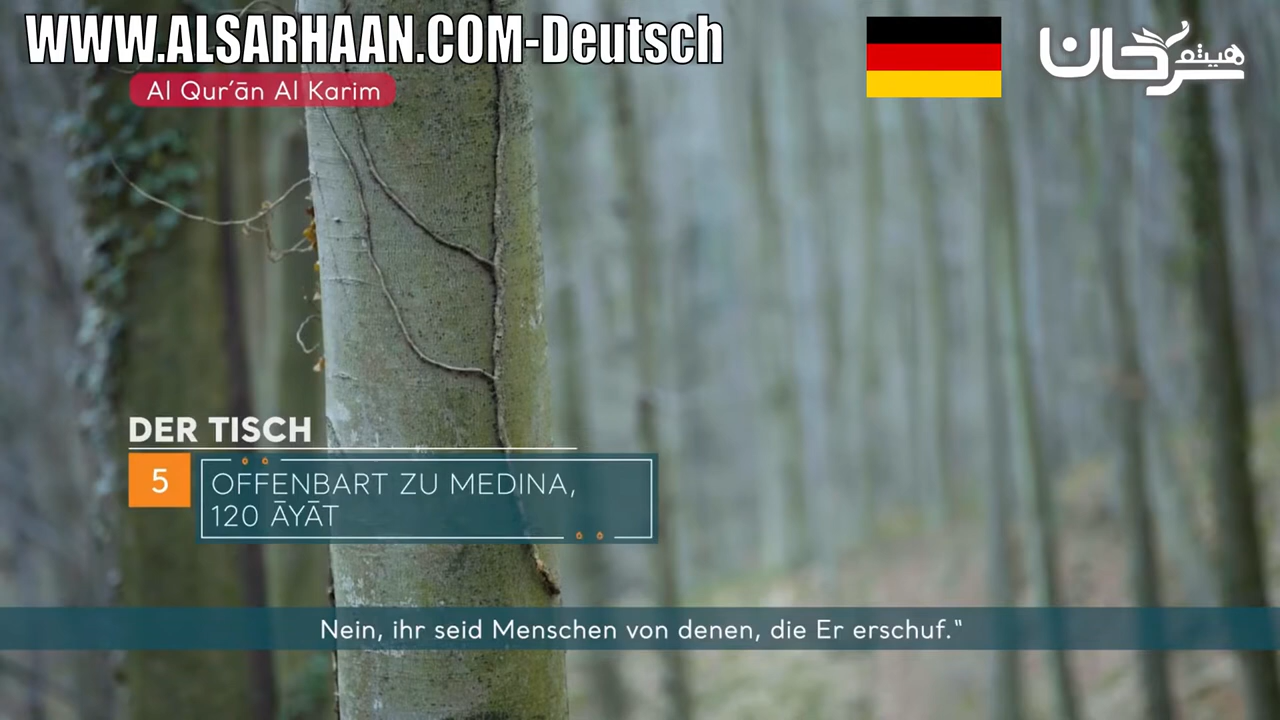 WWW.ALSARHAAN.COM-Deutsch
هيثم سرحان
Al Qur’ān Al Karim
DER TISCH
5
OFFENBART ZU MEDINA,
120 ĀYĀT
Nein, ihr seid Menschen von denen, die Er erschuf.“